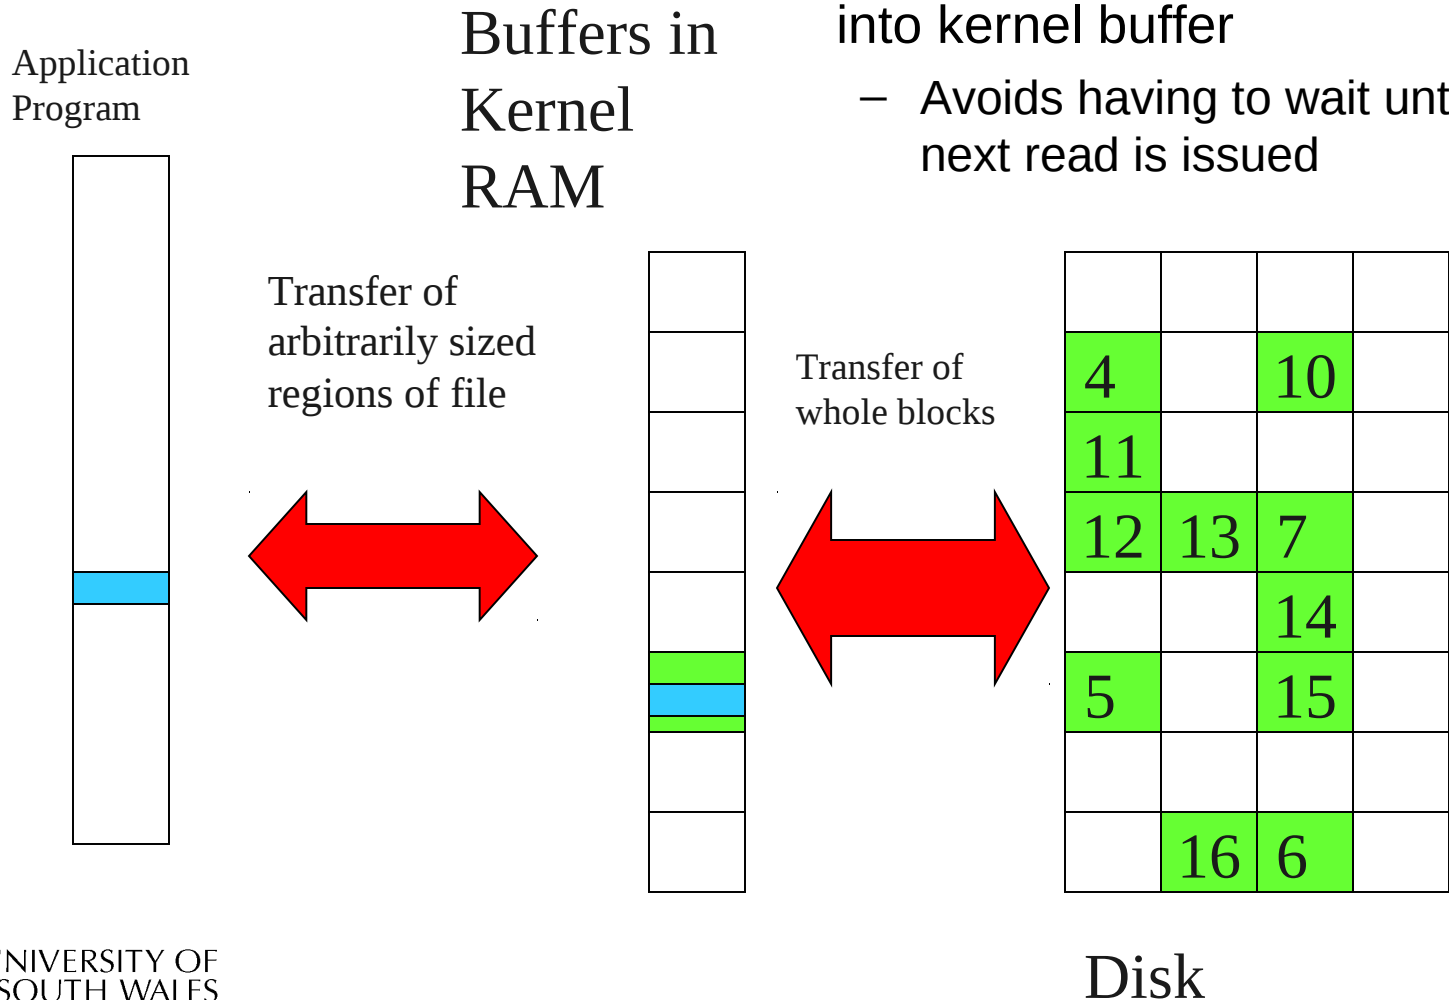 Application
Program
Buffers in
Kernel
RAM
into kernel buffer
– Avoids having to wait unt
next read is issued
Transfer of
arbitrarily sized
regions of file
Transfer of
whole blocks
4 10
11
12 13 7
14
5 15
16 6
Disk
NIVERSITY OF
SOUTH WALES